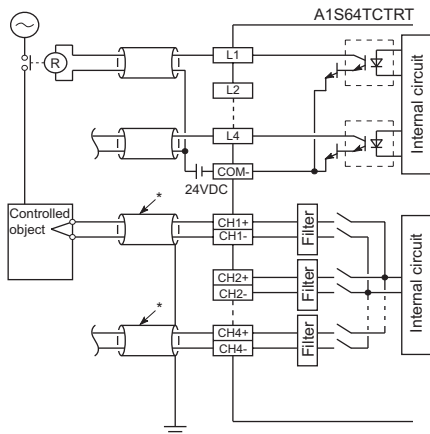 A1S64TCTRT
L1
R
L2
L4
COM-
24VDC
Internal circuit
Controlled
object
*
CH1+
CH1-
Filter
CH2+
CH2-
Filter
*
CH4+
CH4-
Filter
Internal circuit